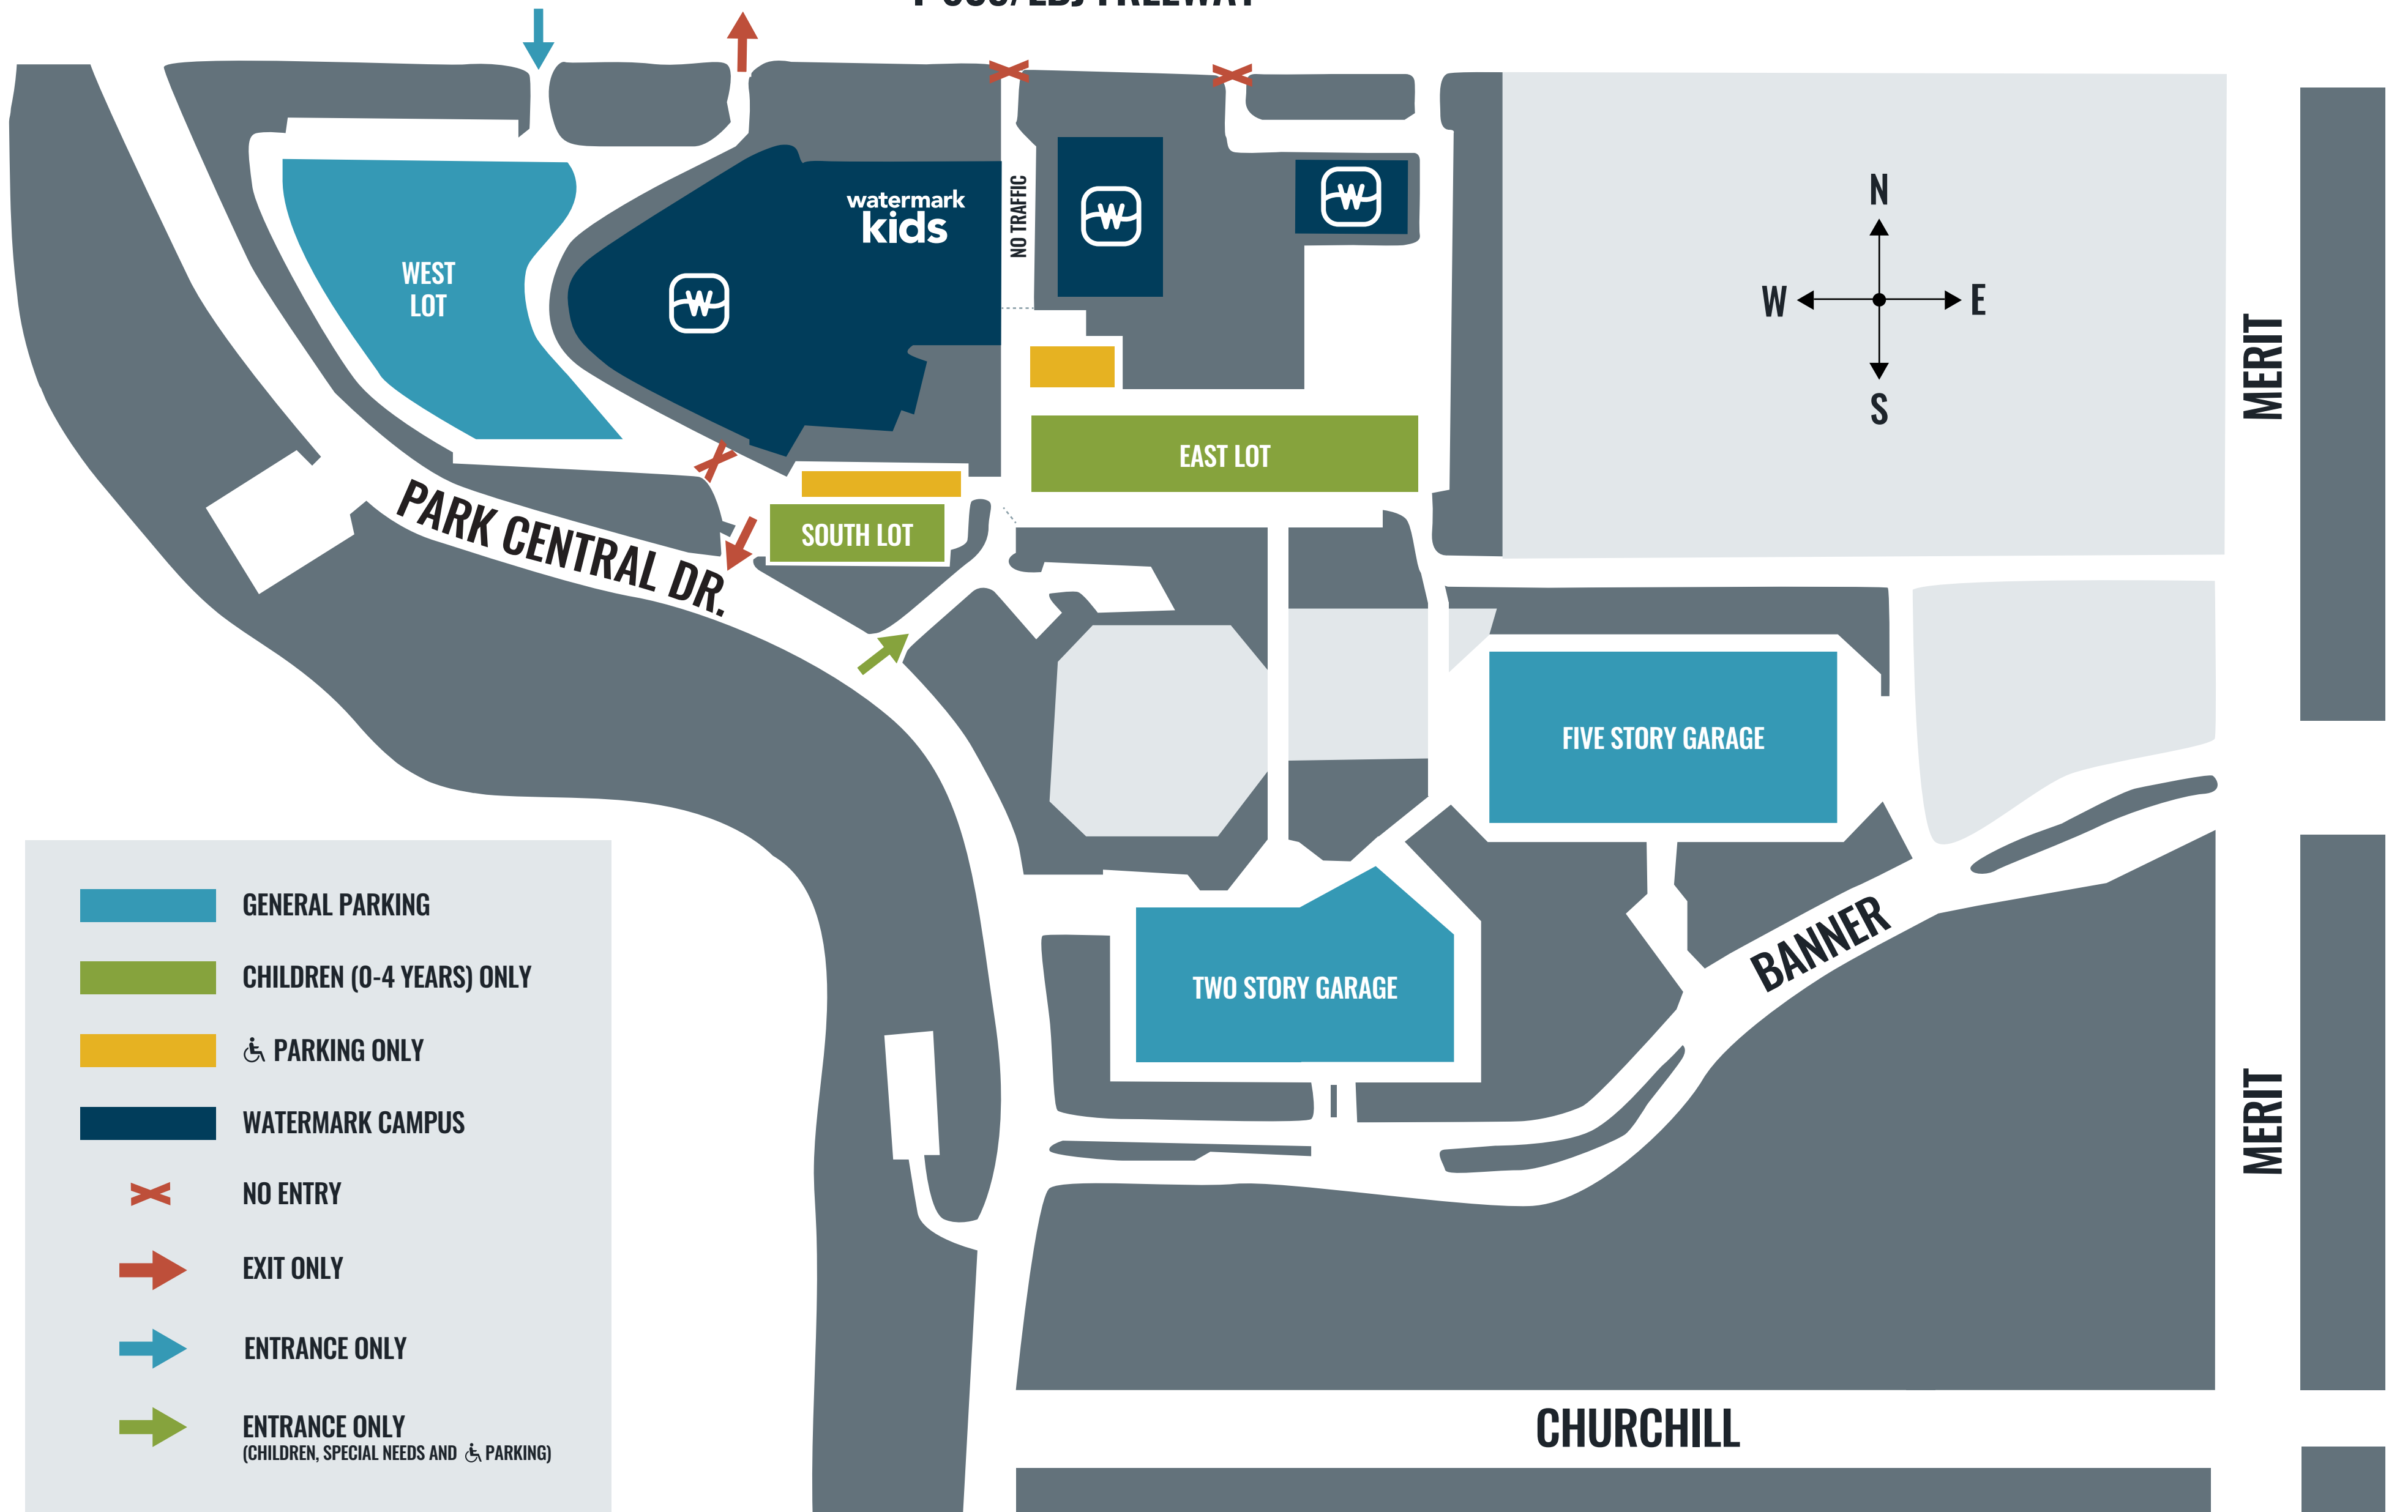 WATERMARK
kids
NO TRAFFIC
WEST
LOT
N
W
E
S
MERIT
EAST LOT
SOUTH LOT
PARK CENTRAL DR.
FIVE STORY GARAGE
TWO STORY GARAGE
BANNER
MERIT
CHURCHILL
GENERAL PARKING
CHILDREN (0-4 YEARS) ONLY
PARKING ONLY
WATERMARK CAMPUS
NO ENTRY
EXIT ONLY
ENTRANCE ONLY
ENTRANCE ONLY
(CHILDREN, SPECIAL NEEDS AND PARKING)